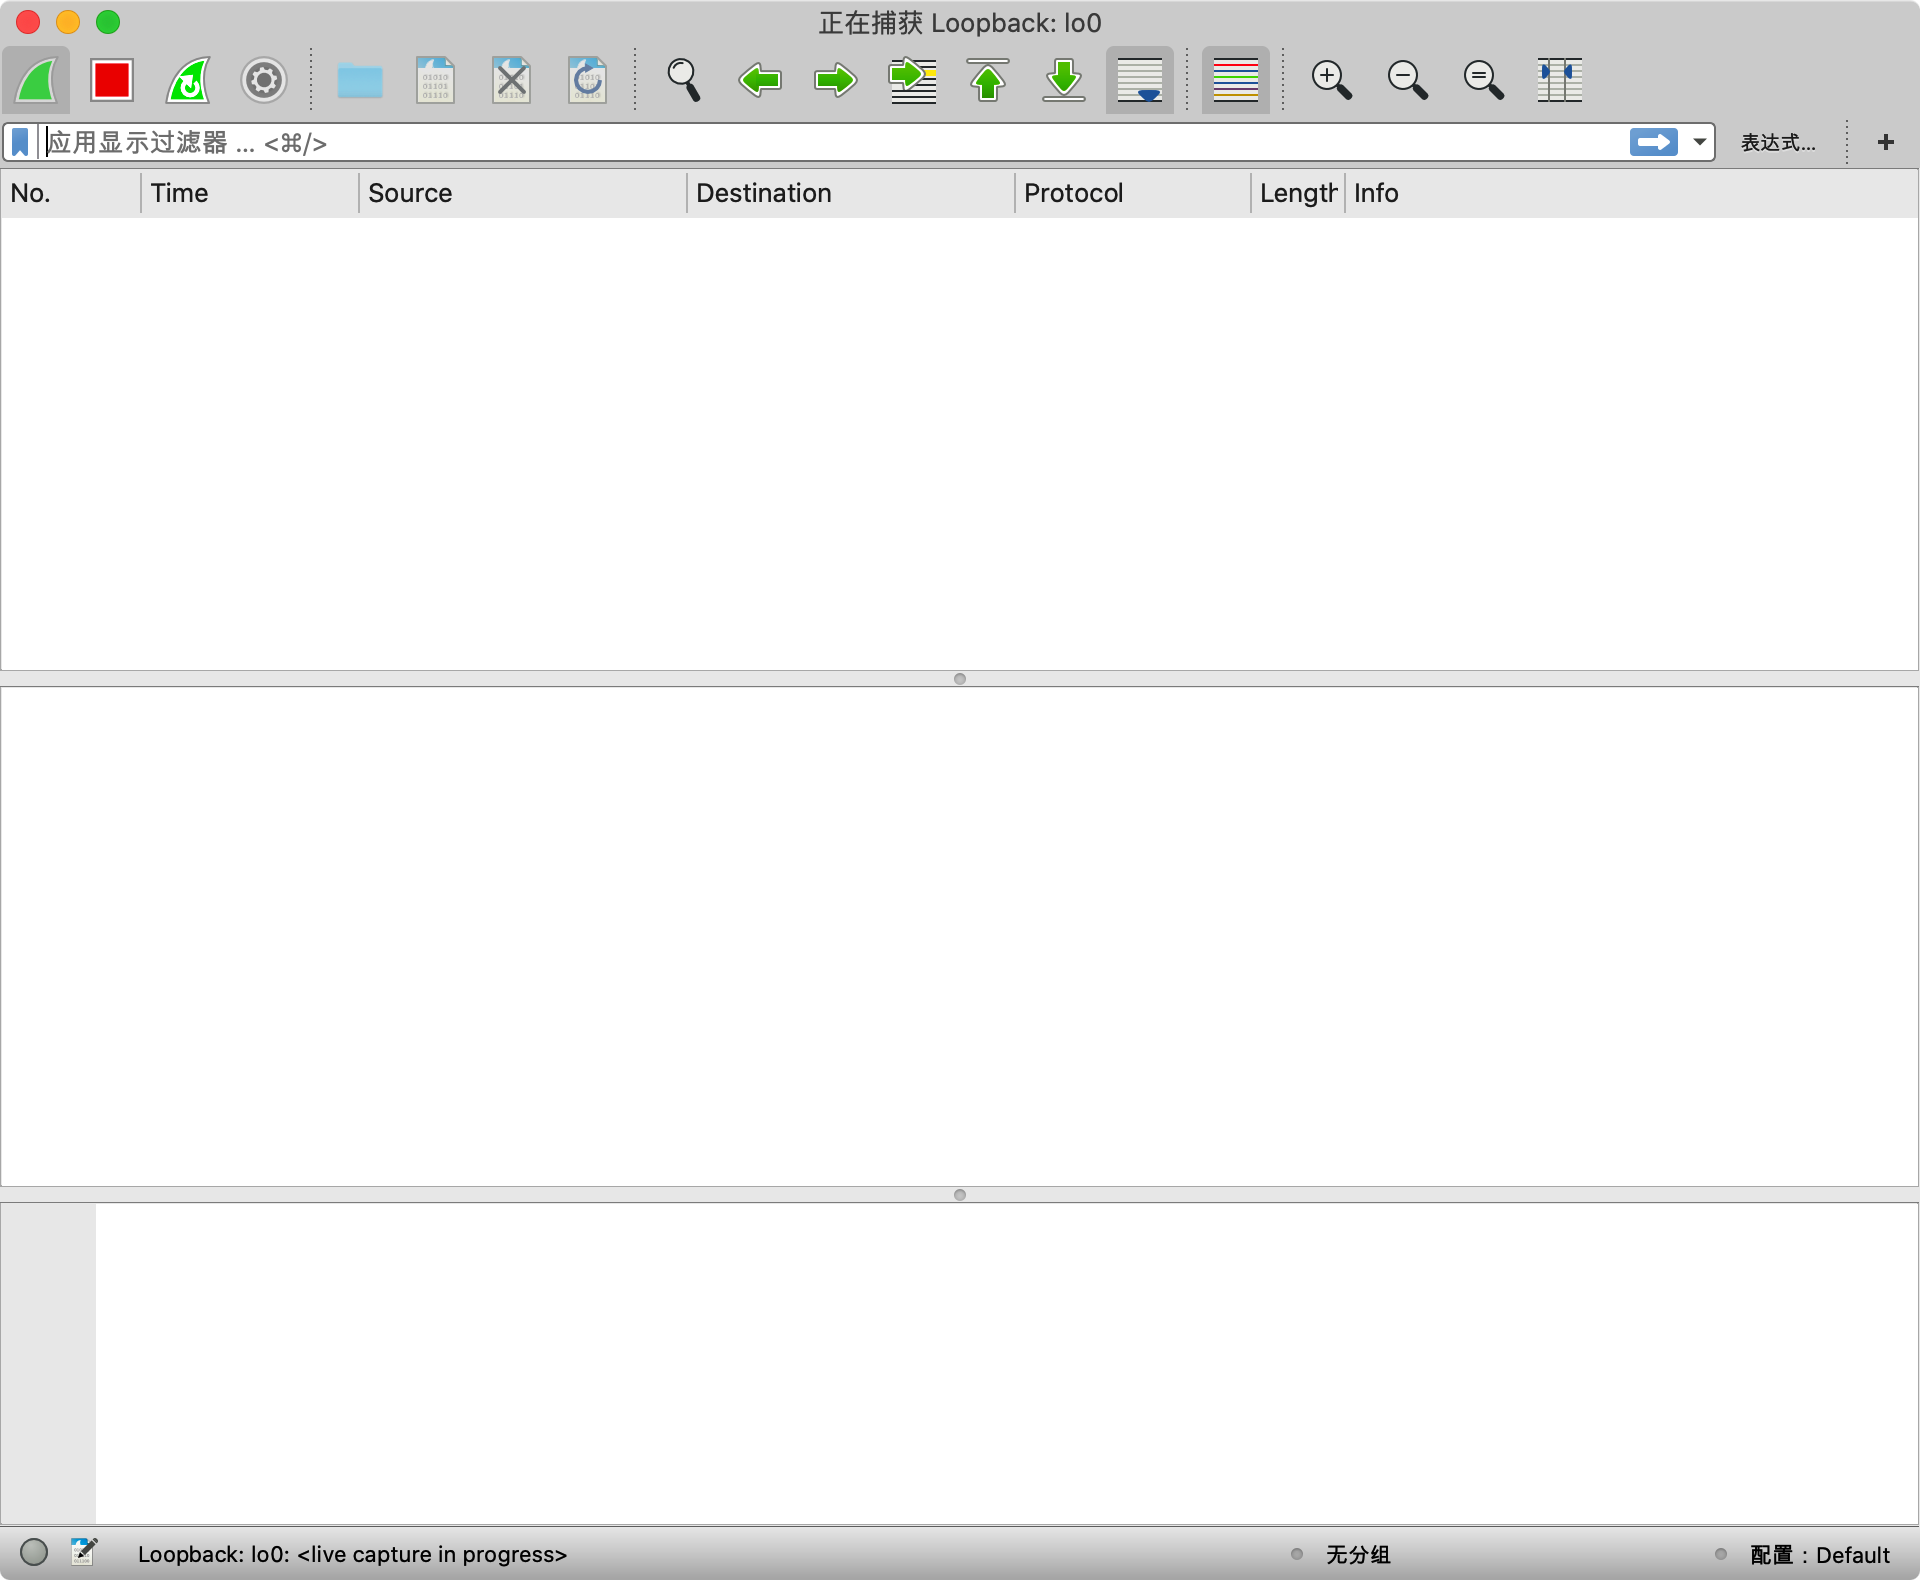 正在捕获 Loopback: lo0
应用显示过滤器 ... <⌘/>
表达式...
+
No. Time Source Destination Protocol Length Info
Loopback: lo0: <live capture in progress>
无分组
配置：Default